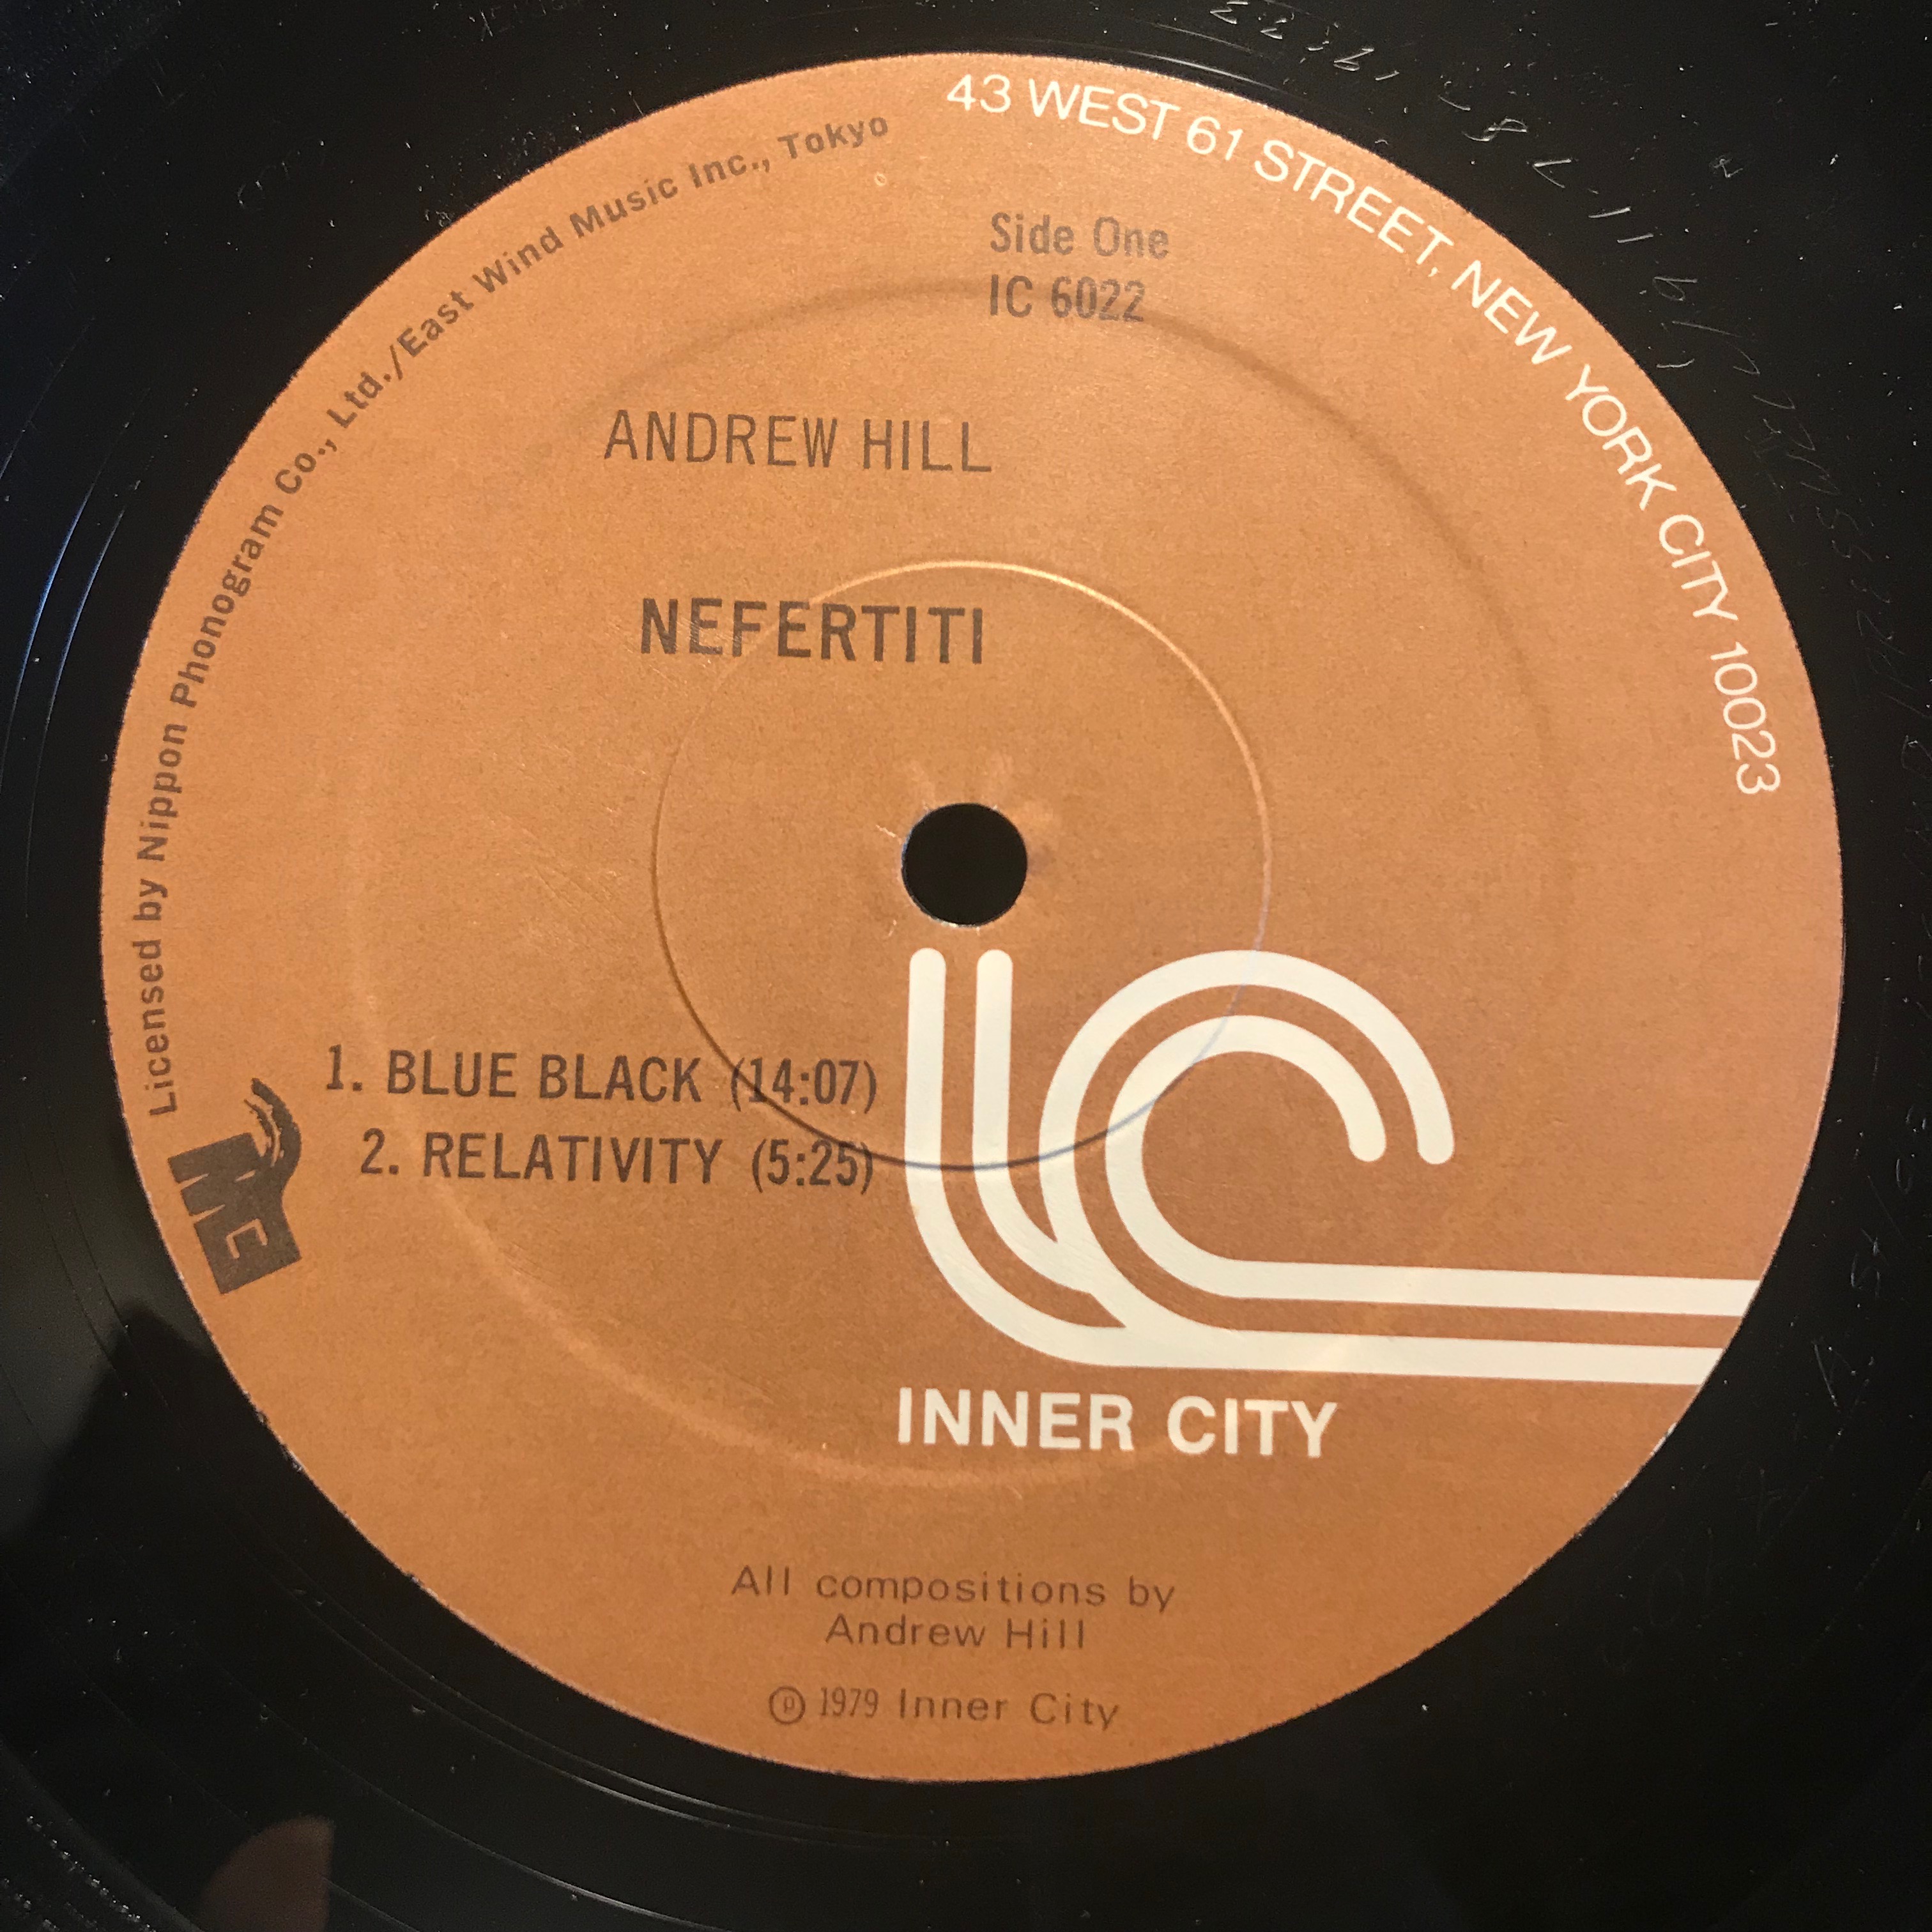 43 WEST 61 STREET, NEW YORK CITY 10023
Licensed by Nippon Phonogram Co., Ltd./East Wind Music Inc., Tokyo
Side One
IC 6022
ANDREW HILL
NEFERTITI
1. BLUE BLACK (14:07)
2. RELATIVITY (5:25)
ic
INNER CITY
All compositions by
Andrew Hill
℗ 1979 Inner City